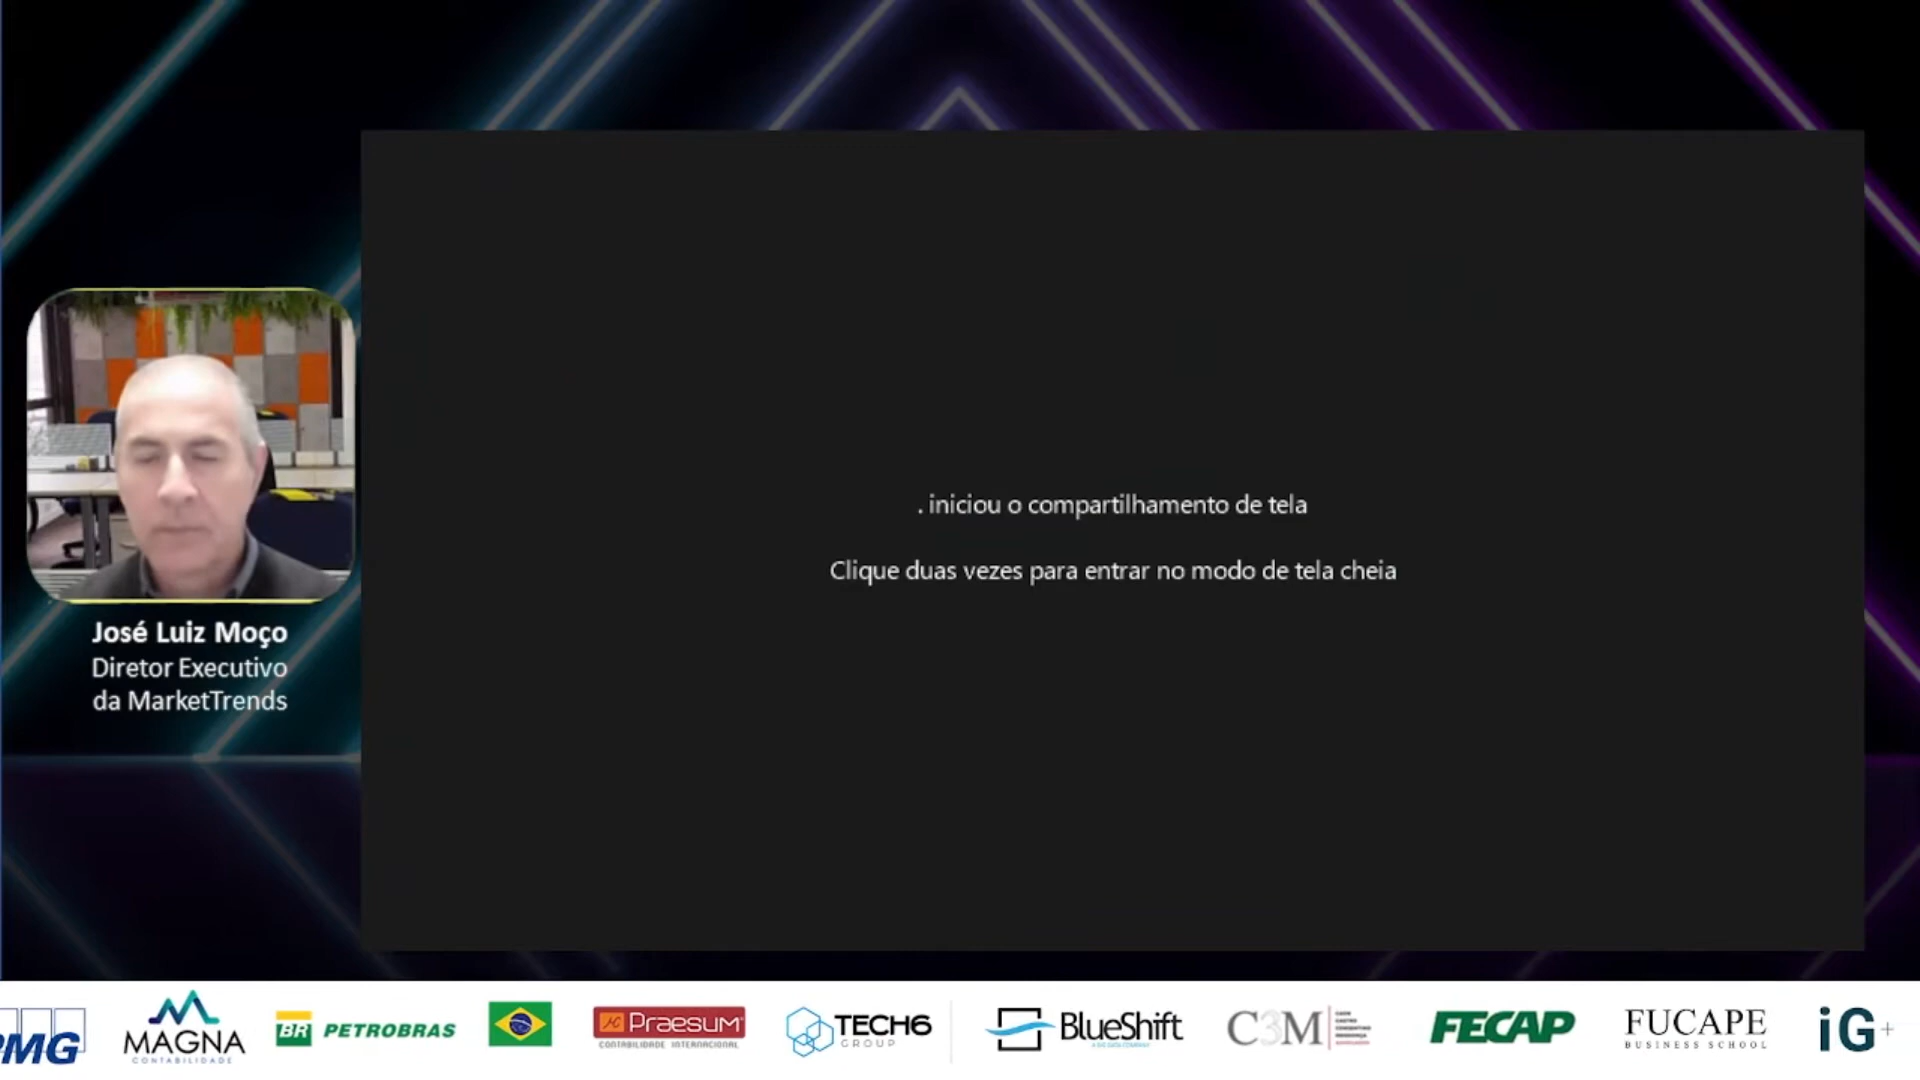 . iniciou o compartilhamento de tela
Clique duas vezes para entrar no modo de tela cheia
José Luiz Moço
Diretor Executivo
da MarketTrends
PMG
MAGNA
CONTABILIDADE
BR PETROBRAS
Praesum
CONTABILIDADE INTERNACIONAL
TECH6
GROUP
BlueShift
C3M
FECAP
FUCAPE
BUSINESS SCHOOL
iG+